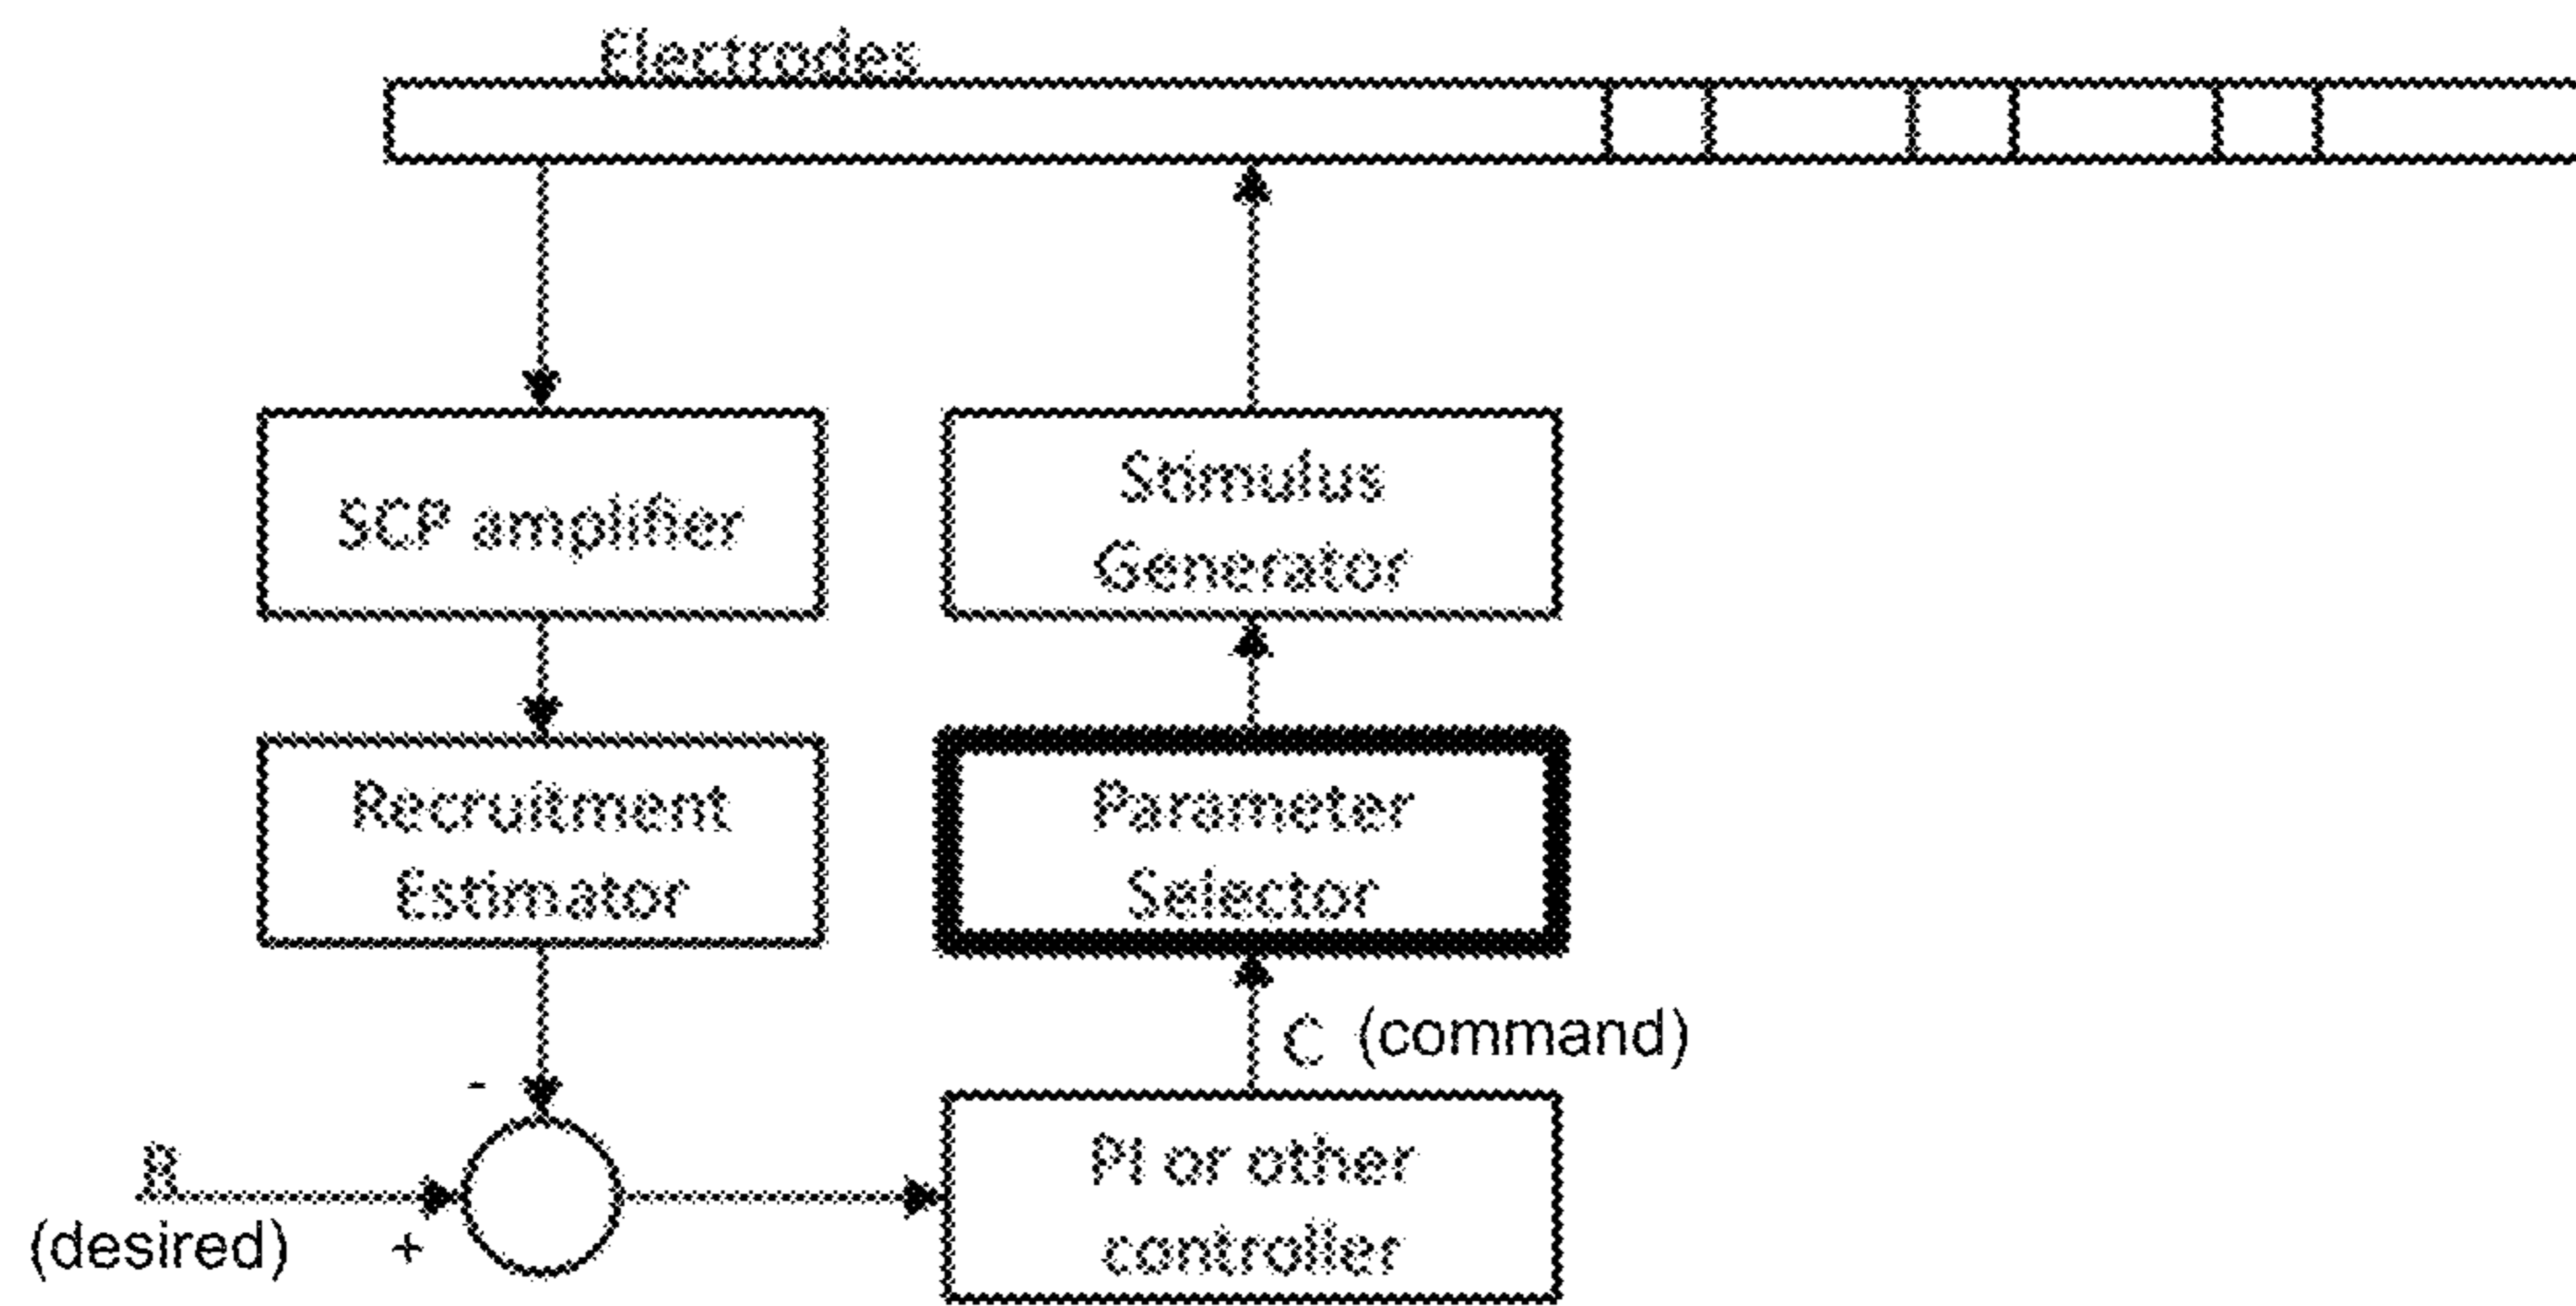 Electrodes
SCP amplifier
Stimulus
Generator
Recruitment
Estimator
Parameter
Selector
C (command)
-
R
(desired)
+
PI or other
controller